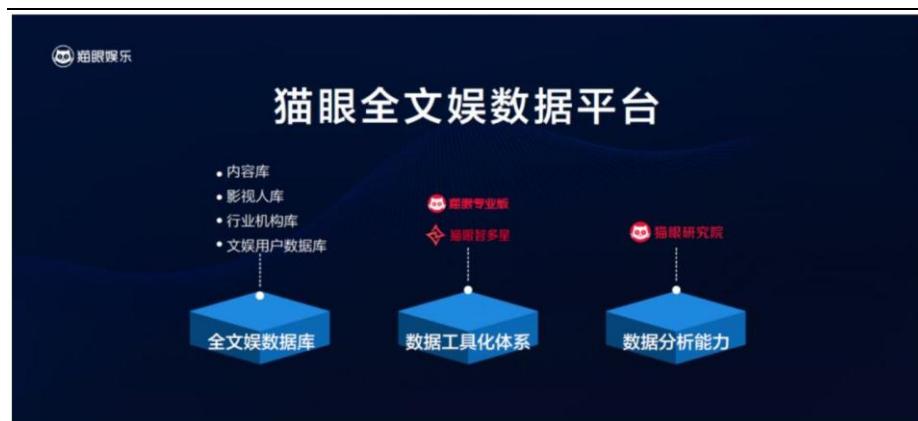 猫眼娱乐
猫眼全文娱数据平台
• 内容库
• 影视人库
• 行业机构库
• 文娱用户数据库
猫眼专业版
猫眼智多星
猫眼研究院
全文娱数据库
数据工具化体系
数据分析能力